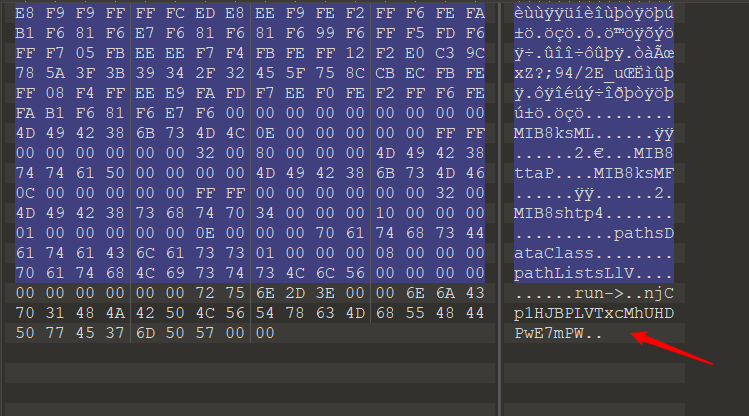 E8 F9 F9 FF FF FC ED E8 EE F9 FE F2 FF F6 FE FA èùùÿÿüíèîùþòÿöþú
B1 F6 81 F6 E7 F6 81 F6 81 F6 99 F6 FF F5 FD F6 ±ö.öçö.ö.ö™öÿõýö
FF F7 05 FB EE EE F7 F4 FB FE FF 12 F2 E0 C3 9C ÿ÷.ûîî÷ôûþÿ.òàÃœ
78 5A 3F 3B 39 34 2F 32 45 5F 75 8C CB EC FB FE xZ?;94/2E_uŒËìûþ
FF 08 F4 FF EE E9 FA FD F7 EE F0 FE F2 FF F6 FE ÿ.ôÿîéúý÷îðþòÿöþ
FA B1 F6 81 F6 E7 F6 00 00 00 00 00 00 00 00 00 ú±ö.öçö.........
4D 49 42 38 6B 73 4D 4C 0E 00 00 00 00 00 FF FF MIB8ksML......ÿÿ
00 00 00 00 00 00 32 00 80 00 00 00 4D 49 42 38 ......2.€...MIB8
74 74 61 50 00 00 00 00 4D 49 42 38 6B 73 4D 46 ttaP....MIB8ksMF
0C 00 00 00 00 00 FF FF 00 00 00 00 00 00 32 00 ......ÿÿ......2.
4D 49 42 38 73 68 74 70 34 00 00 00 10 00 00 00 MIB8shtp4.......
01 00 00 00 00 0E 00 00 00 00 70 61 74 68 73 44 ..........pathsD
61 74 61 43 6C 61 73 73 01 00 00 00 08 00 00 00 ataClass........
70 61 74 68 4C 69 73 74 73 4C 6C 56 00 00 00 00 pathListsLlV....
00 00 00 00 00 00 72 75 6E 2D 3E 00 00 6E 6A 43 ......run->..njC
70 31 48 4A 42 50 4C 56 54 78 63 4D 68 55 48 44 p1HJBPLVTxcMhUHD
50 77 45 37 6D 50 57 00 00 PwE7mPW..